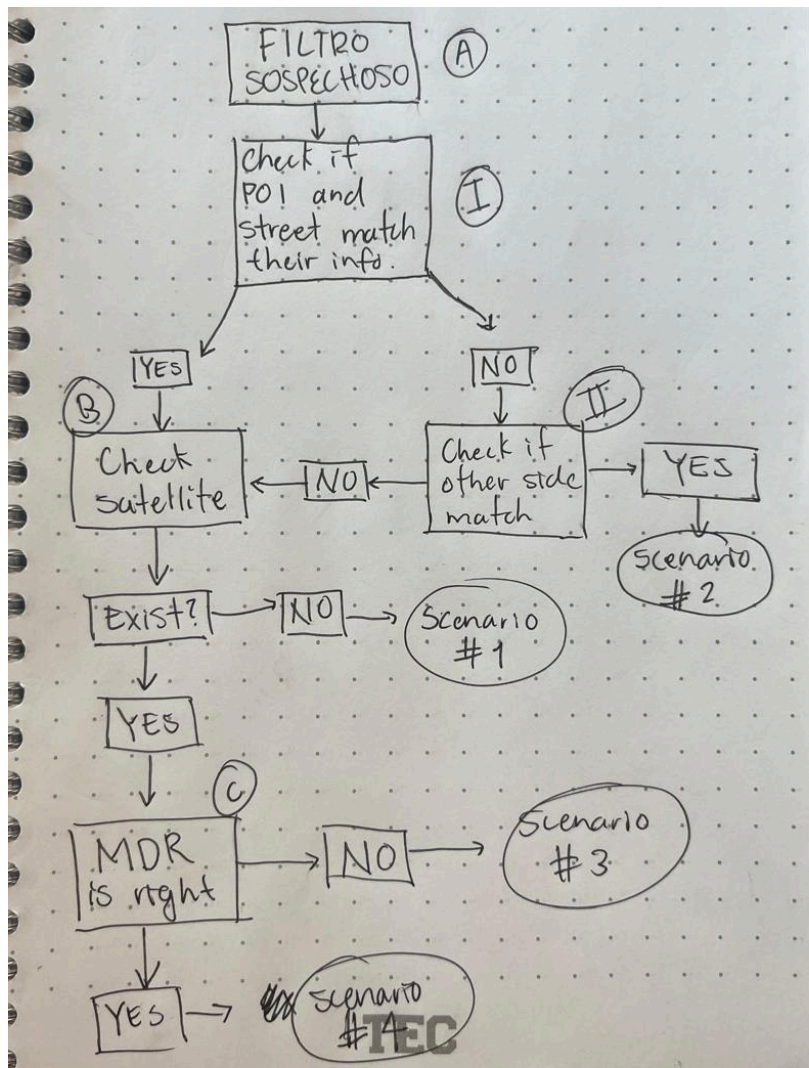 FILTRO
SOSPECHOSO
A
Check if
POI and
street match
their info.
I
YES
NO
B
II
Check
satellite
NO
Check if
other side
match
YES
Scenario
#2
Exist?
NO
Scenario
#1
YES
C
MDR
is right
NO
Scenario
#3
YES
Scenario
#4
TEC